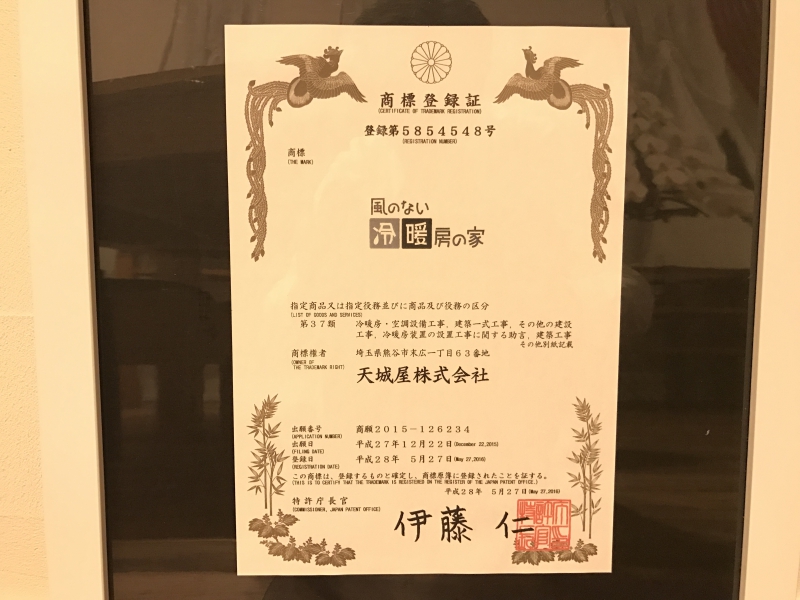 商標登録証
(CERTIFICATE OF TRADEMARK REGISTRATION)
登録第5854548号
(REGISTRATION NUMBER)
商標
(THE MARK)
風のない
冷暖房の家
指定商品又は指定役務並びに商品及び役務の区分
(LIST OF GOODS AND SERVICES)
第37類 冷暖房・空調設備工事、建築一式工事、その他の建設
工事、冷暖房装置の設置工事に関する助言、建築工事
その他別紙記載
商標権者 埼玉県熊谷市末広一丁目63番地
(OWNER OF
THE TRADEMARK RIGHT)
天城屋株式会社
出願番号 商願2015-126234
(APPLICATION NUMBER)
出願日 平成27年12月22日(December 22,2015)
(FILING DATE)
登録日 平成28年 5月27日(May 27,2016)
(REGISTRATION DATE)
この商標は、登録するものと確定し、商標原簿に登録されたことを証する。
(THIS IS TO CERTIFY THAT THE TRADEMARK IS REGISTERED ON THE REGISTER OF THE JAPAN PATENT OFFICE.)
平成28年 5月27日(May 27,2016)
特許庁長官
(COMMISSIONER, JAPAN PATENT OFFICE)
伊藤 仁